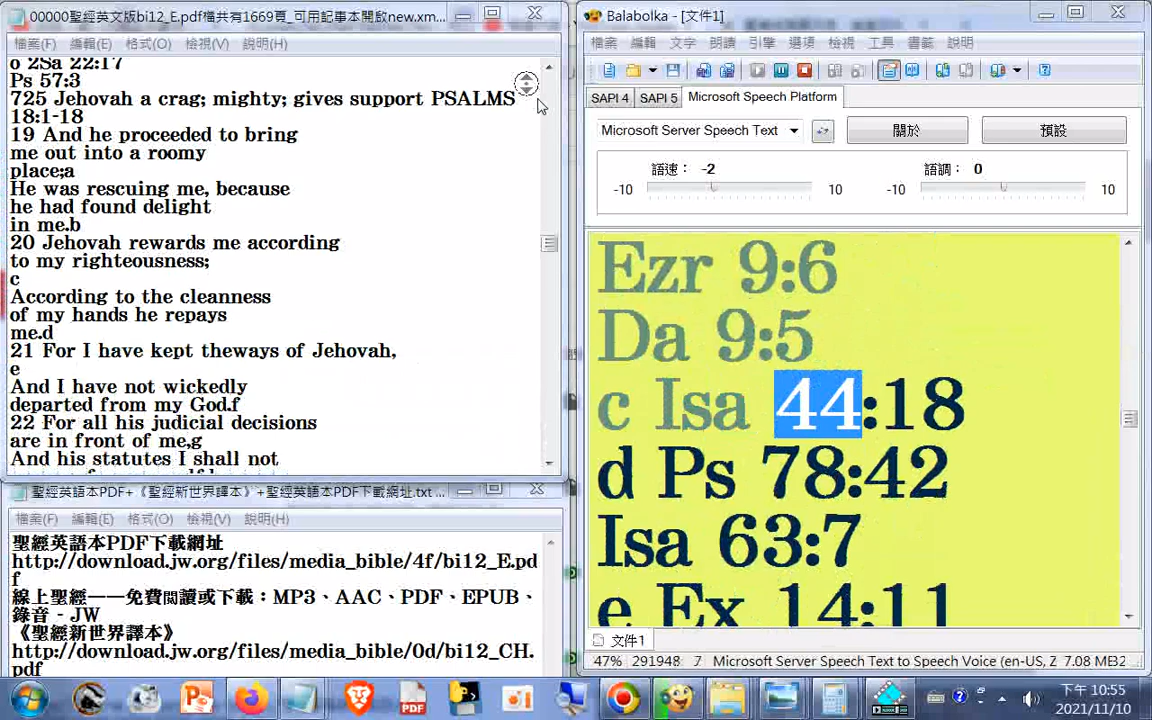 00000聖經英文版bi12_E.pdf檔共有1669頁_可用記事本開啟new.xm...
檔案(F) 編輯(E) 格式(O) 檢視(V) 說明(H)
o 2Sa 22:17
Ps 57:3
725 Jehovah a crag; mighty; gives support PSALMS
18:1-18
19 And he proceeded to bring
me out into a roomy
place;a
He was rescuing me, because
he had found delight
in me.b
20 Jehovah rewards me according
to my righteousness;
c
According to the cleanness
of my hands he repays
me.d
21 For I have kept theways of Jehovah,
e
And I have not wickedly
departed from my God.f
22 For all his judicial decisions
are in front of me,g
And his statutes I shall not
聖經英語本PDF+《聖經新世界譯本》+聖經英語本PDF下載網址.txt ...
檔案(F) 編輯(E) 格式(O) 檢視(V) 說明(H)
聖經英語本PDF下載網址
http://download.jw.org/files/media_bible/4f/bi12_E.pd
f
線上聖經——免費閱讀或下載：MP3、AAC、PDF、EPUB、
錄音 - JW
《聖經新世界譯本》
http://download.jw.org/files/media_bible/0d/bi12_CH.
pdf
Balabolka - [文件1]
檔案 編輯 文字 朗讀 引擎 選項 檢視 工具 書籤 說明
SAPI 4 SAPI 5 Microsoft Speech Platform
Microsoft Server Speech Text 關於 預設
語速： -2 語調： 0
-10 10 -10 10
Ezr 9:6
Da 9:5
c Isa 44:18
d Ps 78:42
Isa 63:7
e Ex 14:11
文件1
47% 291948 7 Microsoft Server Speech Text to Speech Voice (en-US, Z 7.08 MB
下午 10:55
2021/11/10